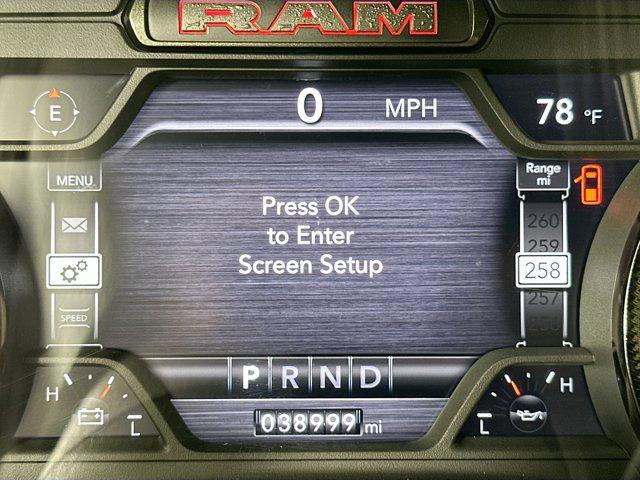 RAM
E
0 MPH
78 °F
MENU
Range
mi
Press OK
to Enter
Screen Setup
260
259
258
257
SPEED
P R N D
H
L
H
L
038999 mi